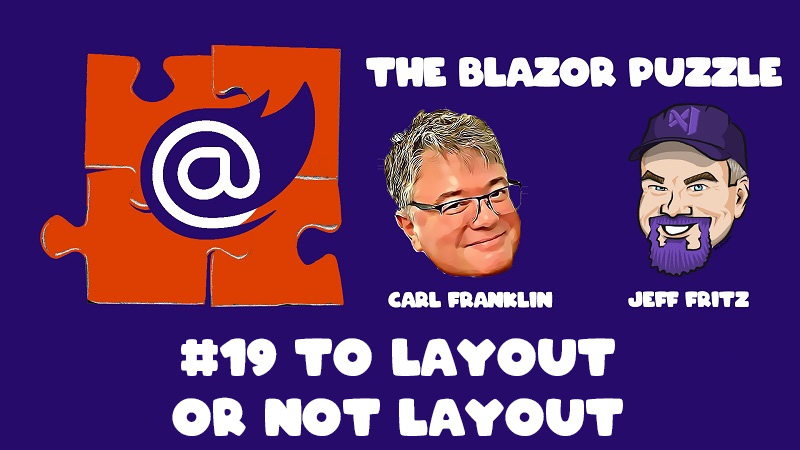 THE BLAZOR PUZZLE
@
CARL FRANKLIN
JEFF FRITZ
#19 TO LAYOUT
OR NOT LAYOUT